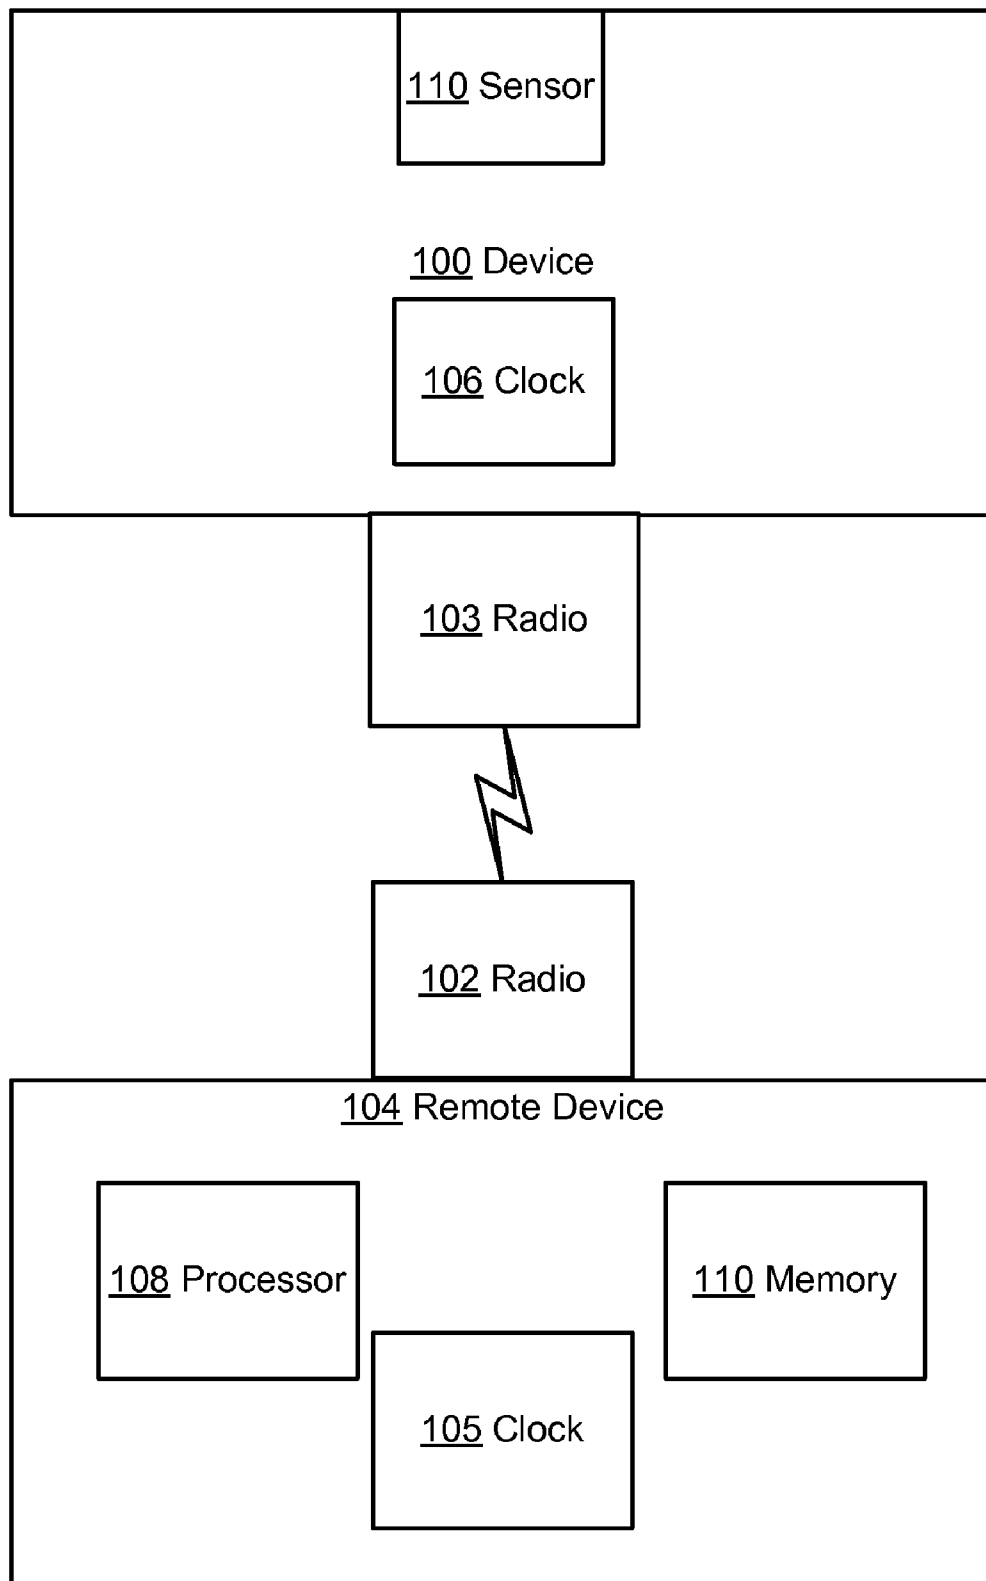 110 Sensor
100 Device
106 Clock
103 Radio
102 Radio
104 Remote Device
108 Processor
110 Memory
105 Clock